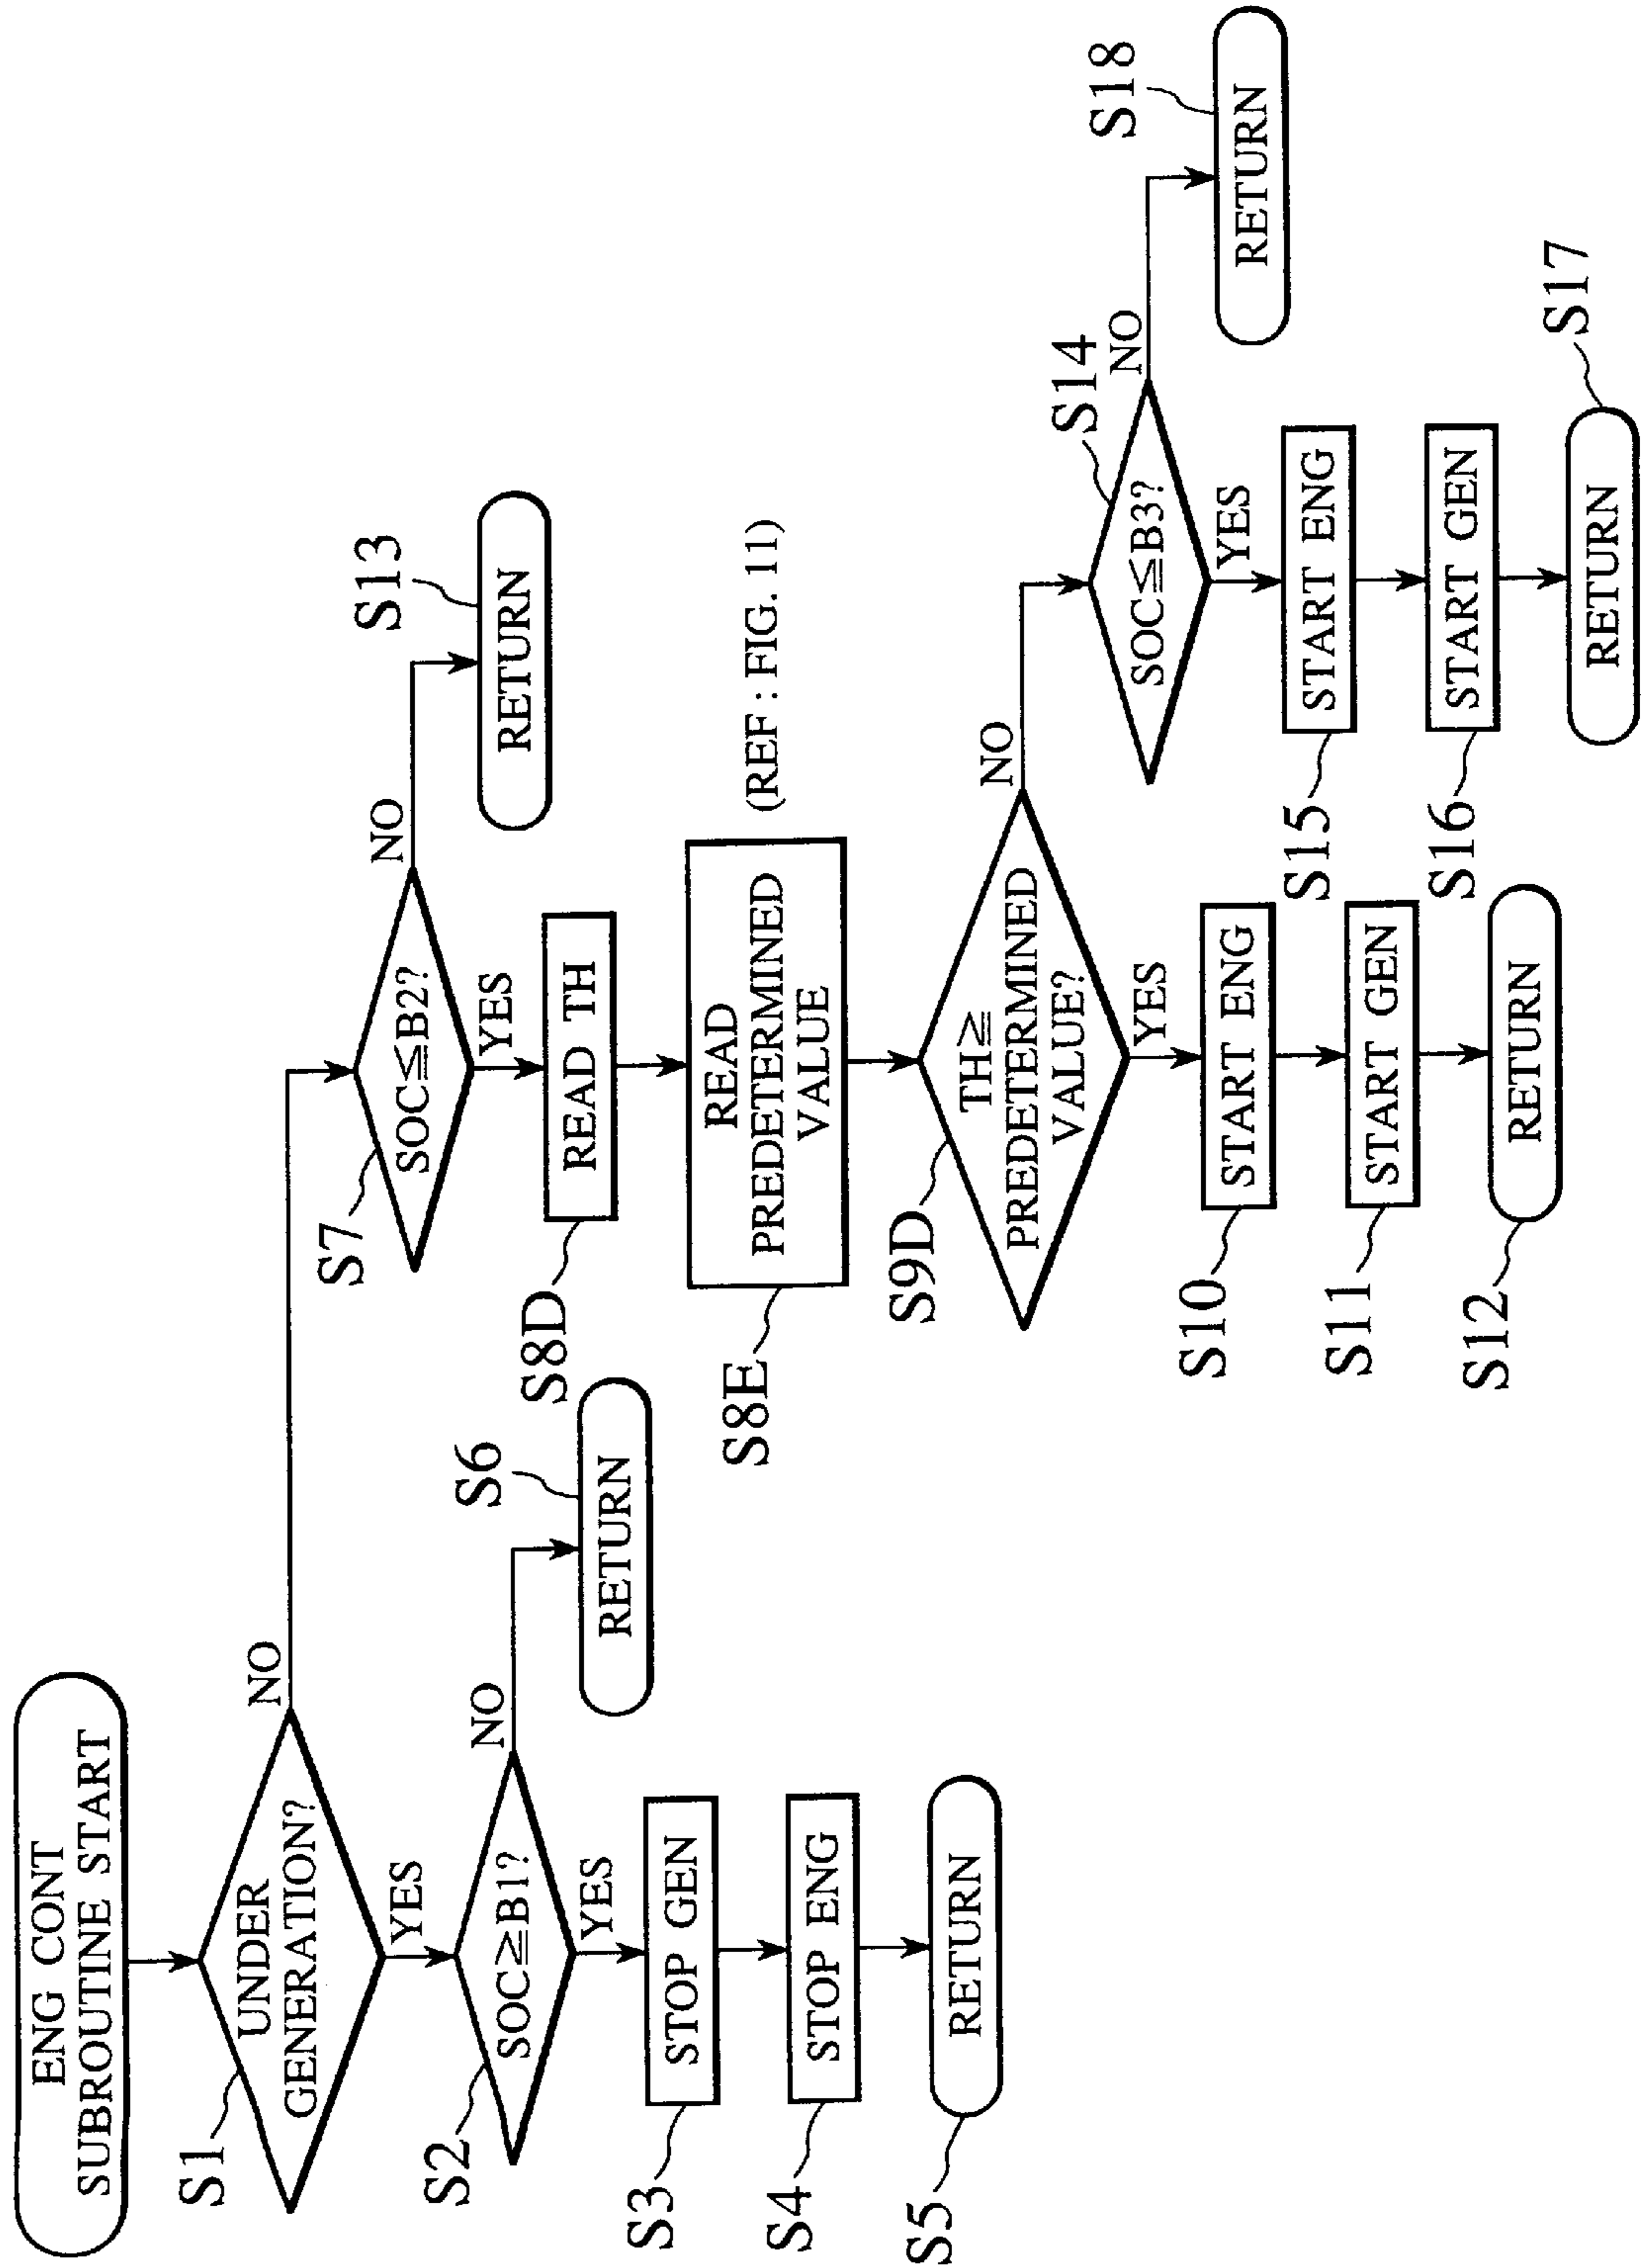 ENG CONT
SUBROUTINE START
S1
UNDER
GENERATION?
NO
YES
S2
SOC≧B1?
NO
YES
S6
RETURN
S3
STOP GEN
S4
STOP ENG
S5
RETURN
S7
SOC≦B2?
NO
YES
S13
RETURN
S8D
READ TH
S8E
READ
PREDETERMINED
VALUE
(REF : FIG. 11)
S9D
TH≧
PREDETERMINED
VALUE?
NO
YES
S10
START ENG
S11
START GEN
S12
RETURN
S14
SOC≦B3?
NO
YES
S18
RETURN
S15
START ENG
S16
START GEN
S17
RETURN